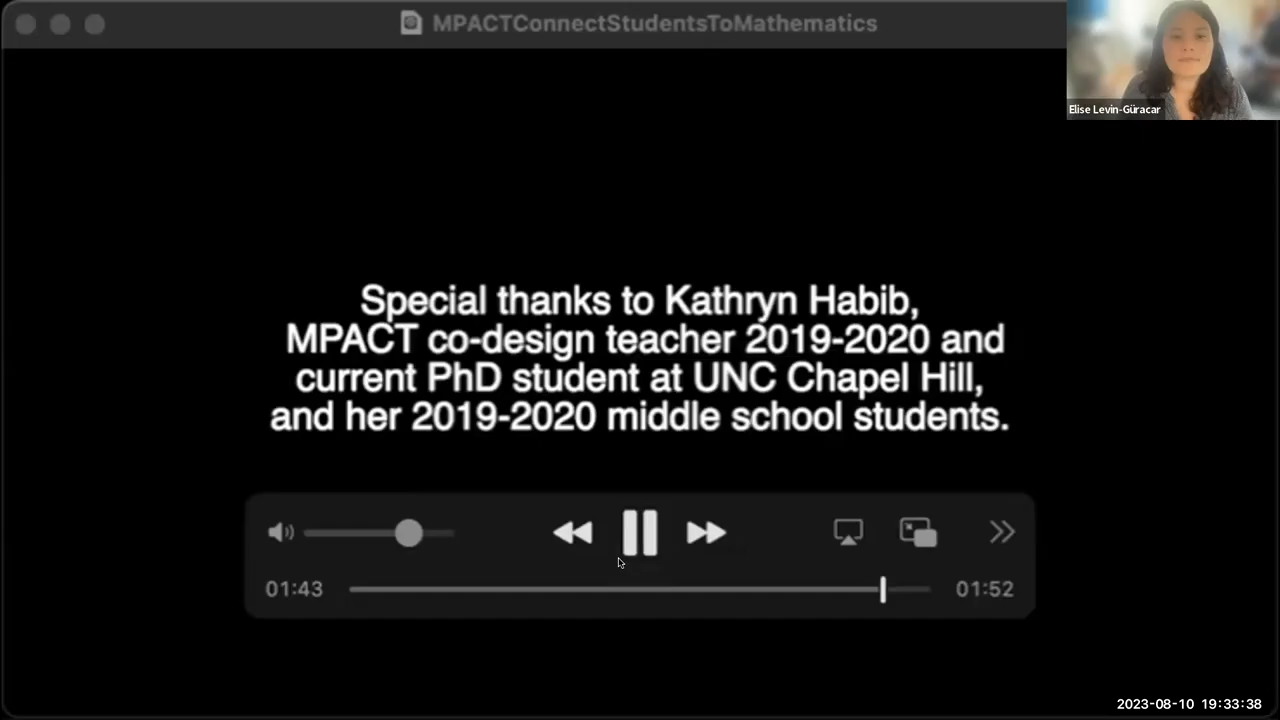 MPACTConnectStudentsToMathematics
Elise Levin-Güracar
Special thanks to Kathryn Habib,
MPACT co-design teacher 2019-2020 and
current PhD student at UNC Chapel Hill,
and her 2019-2020 middle school students.
01:43
01:52
2023-08-10 19:33:38